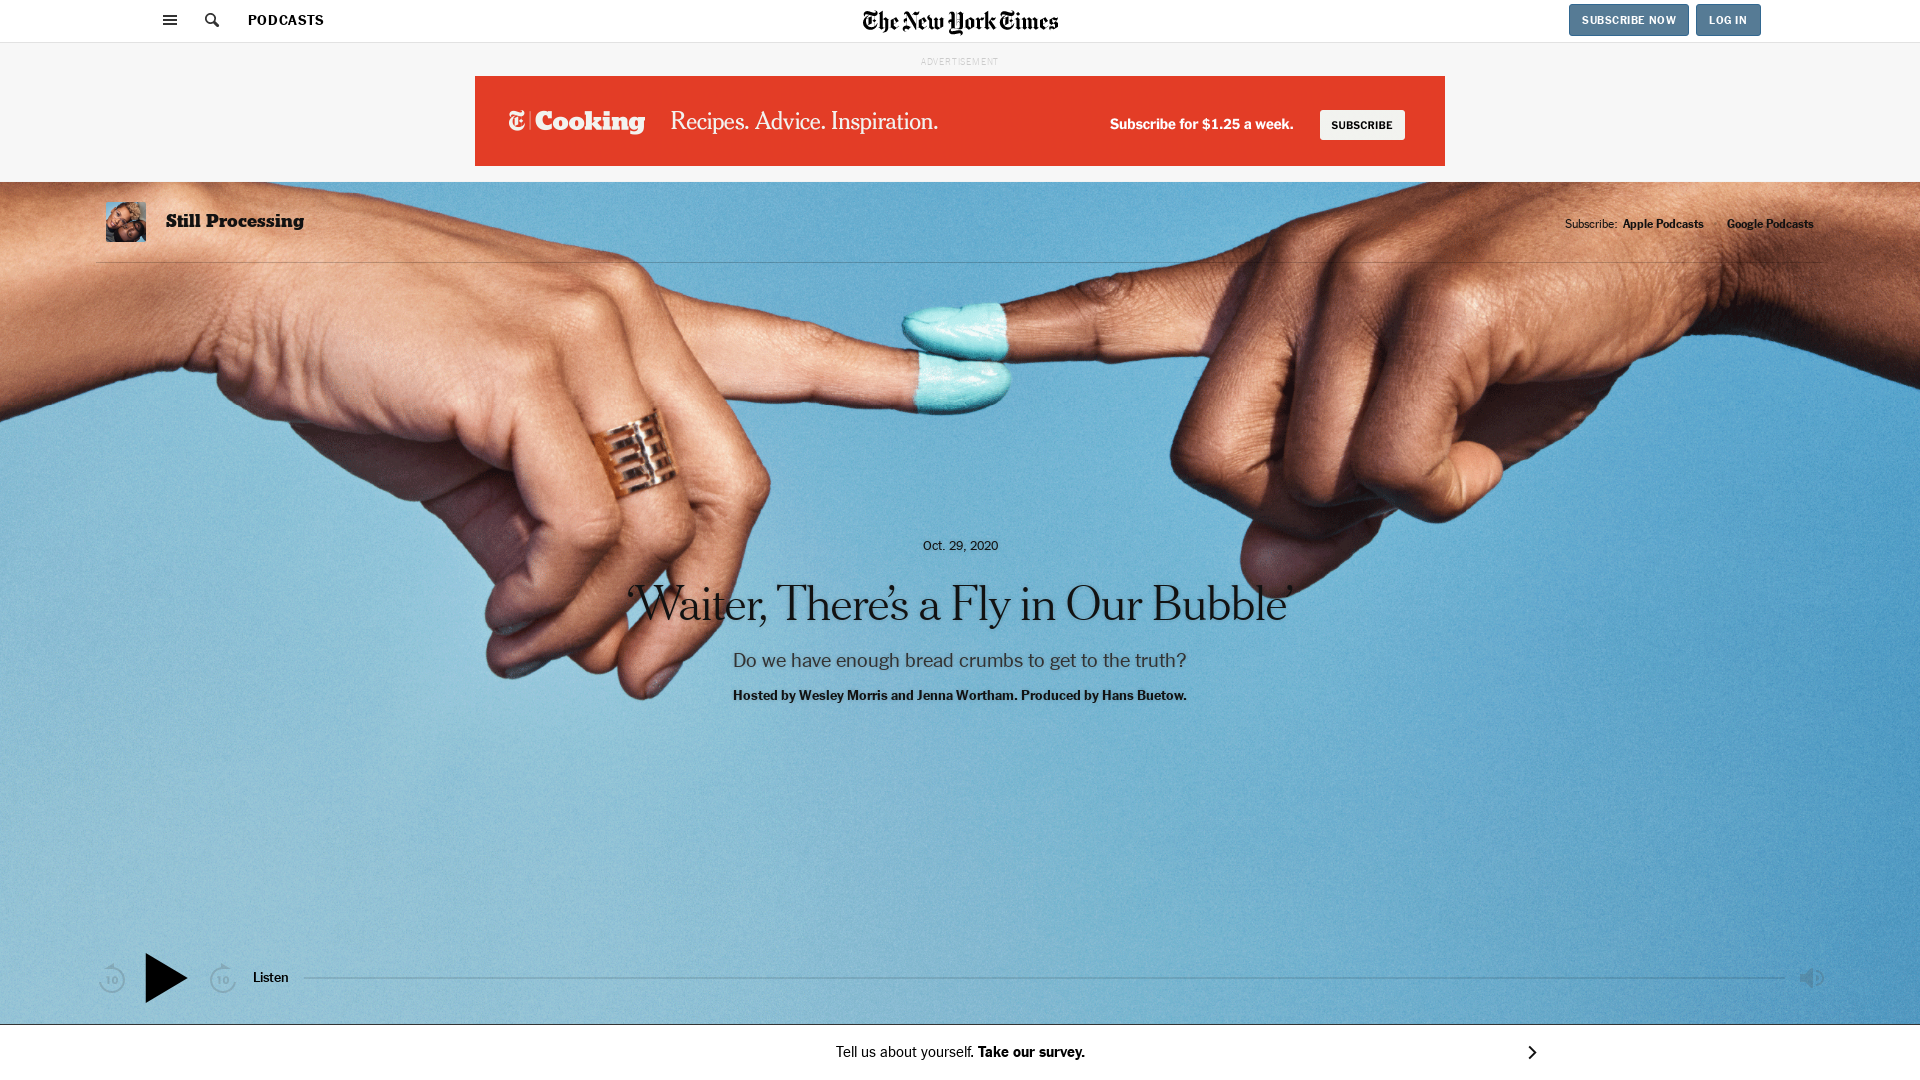 PODCASTS
The New York Times
SUBSCRIBE NOW
LOG IN
ADVERTISEMENT
T Cooking
Recipes. Advice. Inspiration.
Subscribe for $1.25 a week.
SUBSCRIBE
Still Processing
Subscribe: Apple Podcasts
Google Podcasts
Oct. 29, 2020
‘Waiter, There’s a Fly in Our Bubble’
Do we have enough bread crumbs to get to the truth?
Hosted by Wesley Morris and Jenna Wortham. Produced by Hans Buetow.
10
10
Listen
Tell us about yourself. Take our survey.